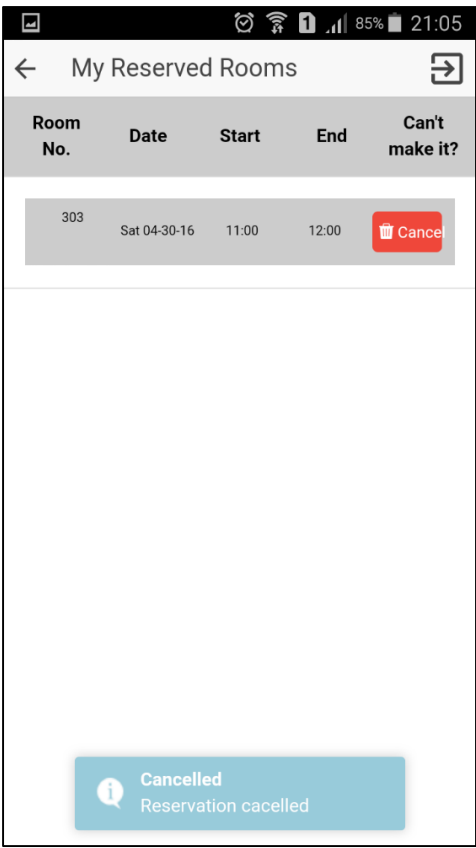 1 85% 21:05
My Reserved Rooms
Room No. Date Start End Can't make it?
303 Sat 04-30-16 11:00 12:00 Cancel
Cancelled
Reservation cacelled